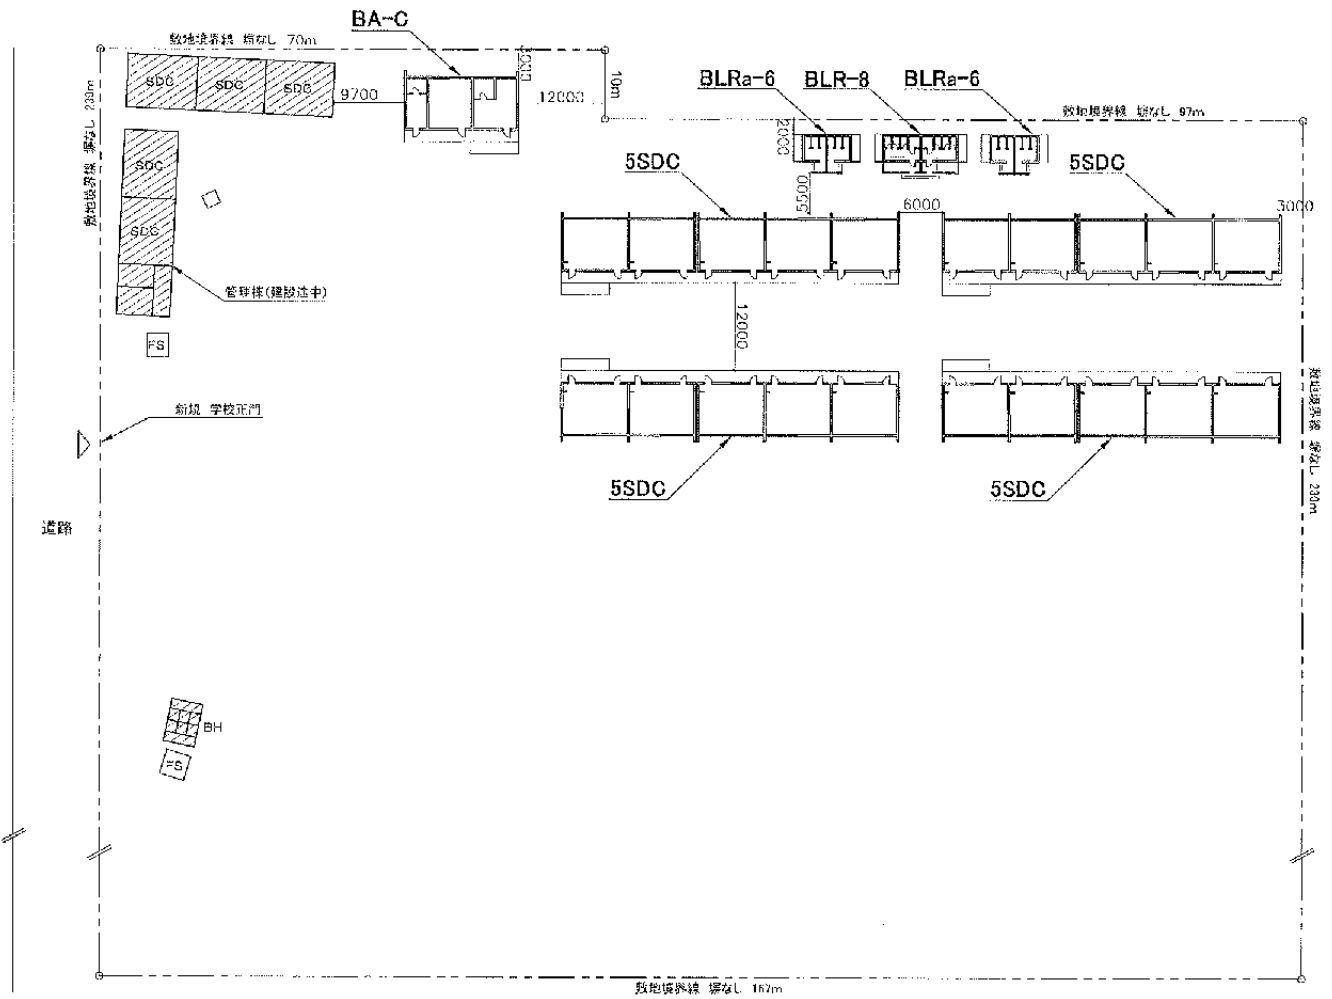 BA-C
敷地境界線 塀なし 70m
SDC
SDC
SDC
9700
12000
10m
BLRa-6
BLR-8
BLRa-6
敷地境界線 塀なし 97m
敷地境界線 塀なし 230m
2000
5SDC
5SDC
5500
6000
3000
SDC
SDC
管理棟(建設途中)
12000
FS
新規 学校正門
敷地境界線 塀なし 230m
5SDC
5SDC
道路
BH
FS
敷地境界線 塀なし 167m